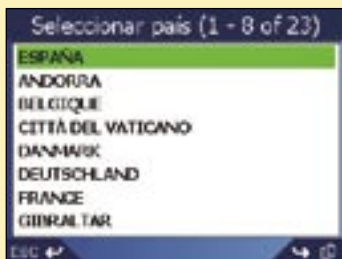 Seleccionar país (1 - 8 of 23)
ESPAÑA
ANDORRA
BELGIQUE
CITTÀ DEL VATICANO
DANMARK
DEUTSCHLAND
FRANCE
GIBRALTAR
ESC